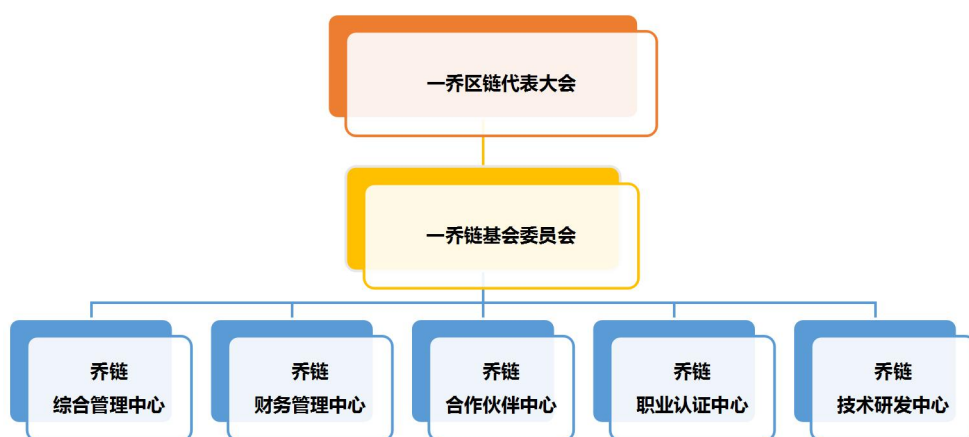 一乔区链代表大会
一乔链基会委员会
乔链
综合管理中心
乔链
财务管理中心
乔链
合作伙伴中心
乔链
职业认证中心
乔链
技术研发中心